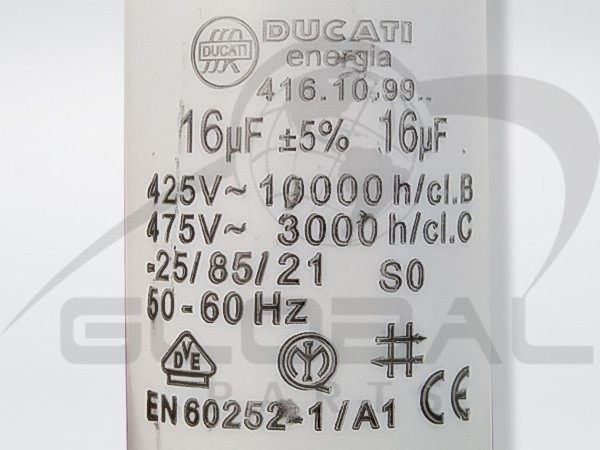 DUCATI
DUCATI
energia
416.10.99..
16µF ±5% 16µF
425V~ 10000 h/cl.B
475V~ 3000 h/cl.C
-25/85/21 S0
50-60 Hz
GLOBAL
PARTS
DVE
EN 60252-1/A1 CE